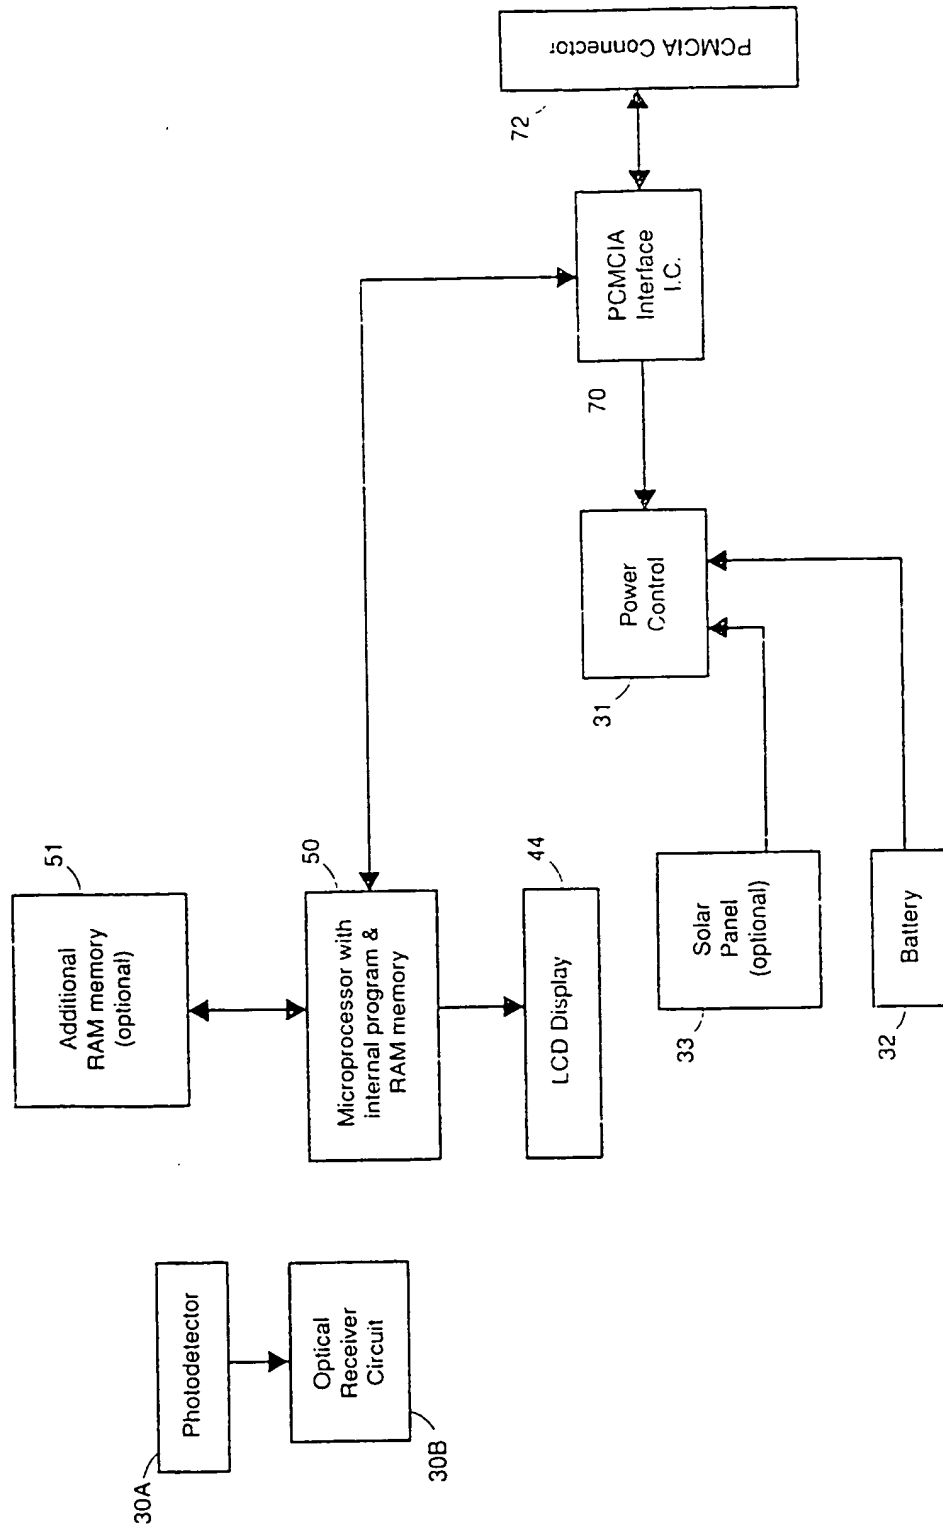 30A
Photodetector
Optical
Receiver
Circuit
30B
51
Additional
RAM memory
(optional)
50
Microprocessor with
internal program &
RAM memory
44
LCD Display
33
Solar
Panel
(optional)
32
Battery
31
Power
Control
70
PCMCIA
Interface
I.C.
72
PCMCIA Connector